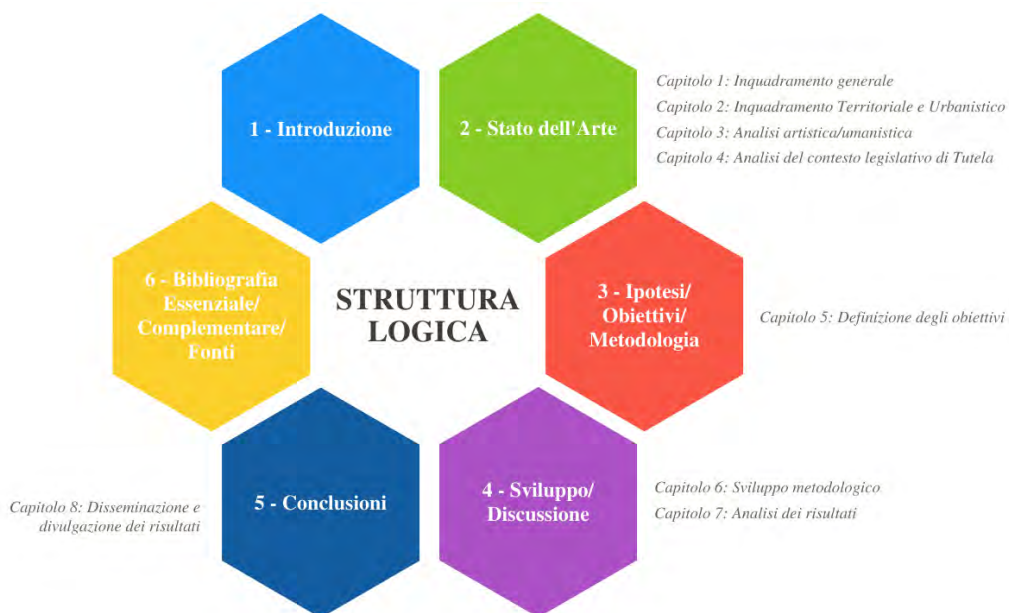 1 - Introduzione
2 - Stato dell'Arte
Capitolo 1: Inquadramento generale
Capitolo 2: Inquadramento Territoriale e Urbanistico
Capitolo 3: Analisi artistica/umanistica
Capitolo 4: Analisi del contesto legislativo di Tutela
6 - Bibliografia
Essenziale/
Complementare/
Fonti
STRUTTURA
LOGICA
3 - Ipotesi/
Obiettivi/
Metodologia
Capitolo 5: Definizione degli obiettivi
Capitolo 8: Disseminazione e
divulgazione dei risultati
5 - Conclusioni
4 - Sviluppo/
Discussione
Capitolo 6: Sviluppo metodologico
Capitolo 7: Analisi dei risultati